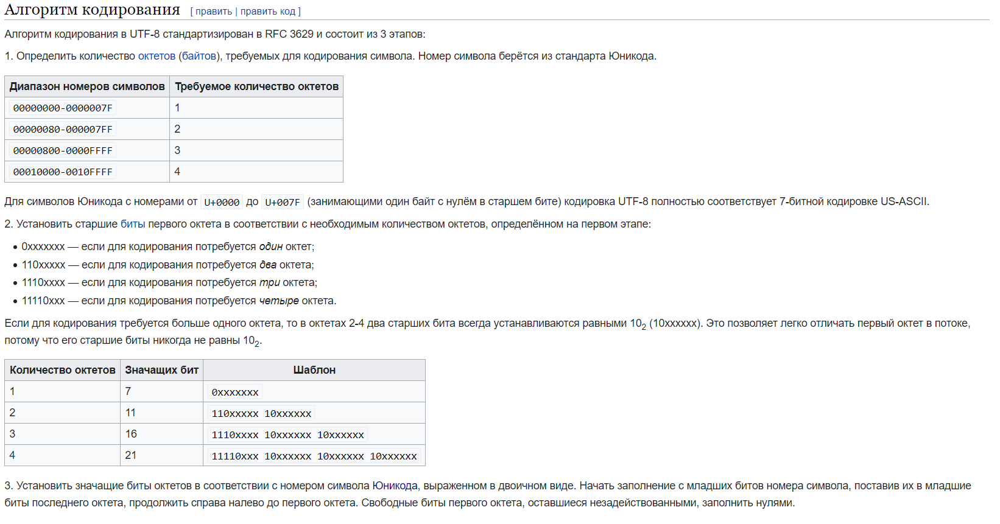 Алгоритм кодирования [ править | править код ]
Алгоритм кодирования в UTF-8 стандартизирован в RFC 3629 и состоит из 3 этапов:
1. Определить количество октетов (байтов), требуемых для кодирования символа. Номер символа берётся из стандарта Юникода.
Диапазон номеров символов Требуемое количество октетов
00000000-0000007F 1
00000080-000007FF 2
00000800-0000FFFF 3
00010000-0010FFFF 4
Для символов Юникода с номерами от U+0000 до U+007F (занимающими один байт с нулём в старшем бите) кодировка UTF-8 полностью соответствует 7-битной кодировке US-ASCII.
2. Установить старшие биты первого октета в соответствии с необходимым количеством октетов, определённом на первом этапе:
• 0xxxxxxx — если для кодирования потребуется один октет;
• 110xxxxx — если для кодирования потребуется два октета;
• 1110xxxx — если для кодирования потребуется три октета;
• 11110xxx — если для кодирования потребуется четыре октета.
Если для кодирования требуется больше одного октета, то в октетах 2-4 два старших бита всегда устанавливаются равными 10₂ (10xxxxxx). Это позволяет легко отличать первый октет в потоке,
потому что его старшие биты никогда не равны 10₂.
Количество октетов Значащих бит Шаблон
1 7 0xxxxxxx
2 11 110xxxxx 10xxxxxx
3 16 1110xxxx 10xxxxxx 10xxxxxx
4 21 11110xxx 10xxxxxx 10xxxxxx 10xxxxxx
3. Установить значащие биты октетов в соответствии с номером символа Юникода, выраженном в двоичном виде. Начать заполнение с младших битов номера символа, поставив их в младшие
биты последнего октета, продолжить справа налево до первого октета. Свободные биты первого октета, оставшиеся незадействованными, заполнить нулями.